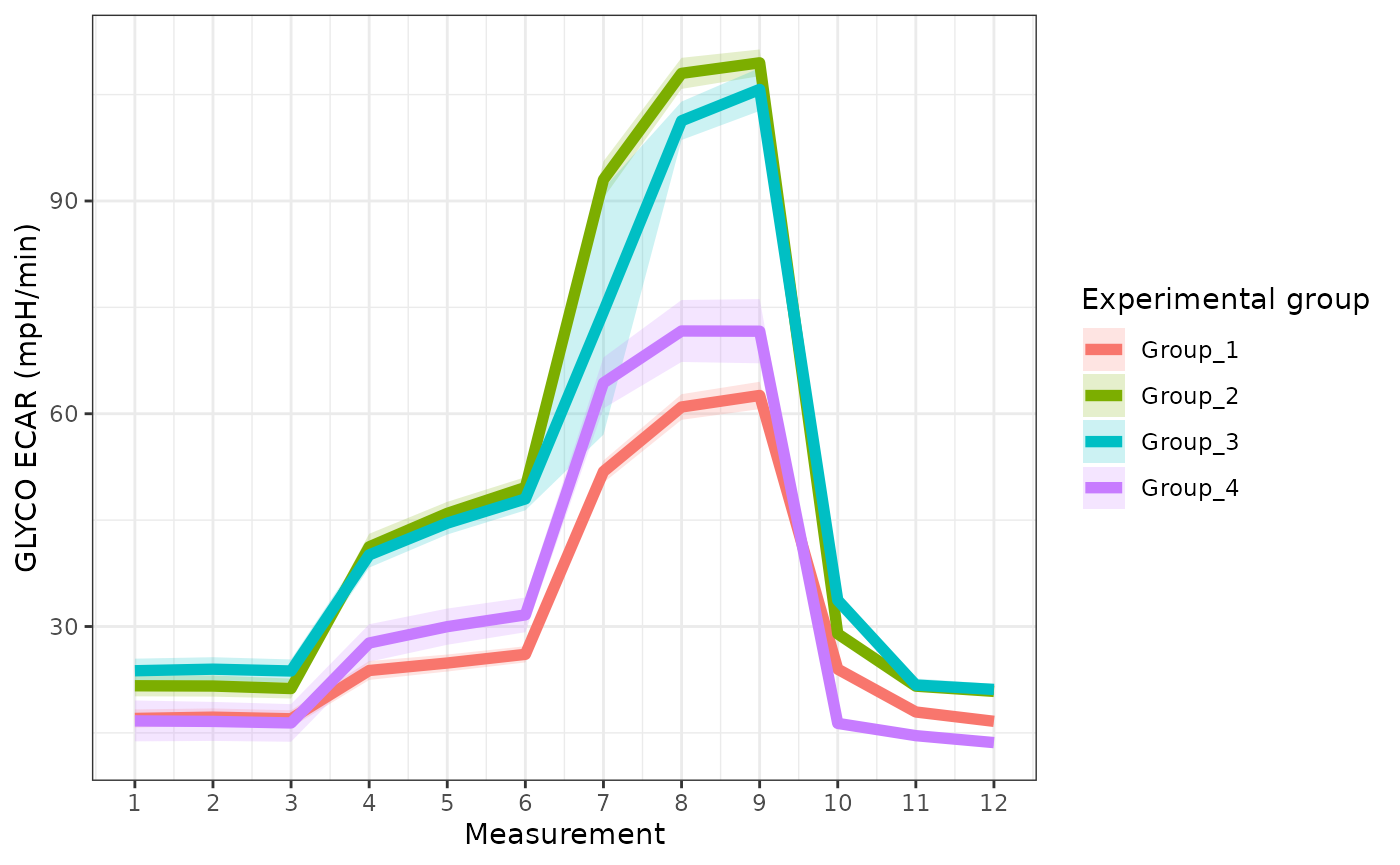 GLYCO ECAR (mpH/min)
90
60
30
1 2 3 4 5 6 7 8 9 10 11 12
Measurement
Experimental group
Group_1
Group_2
Group_3
Group_4